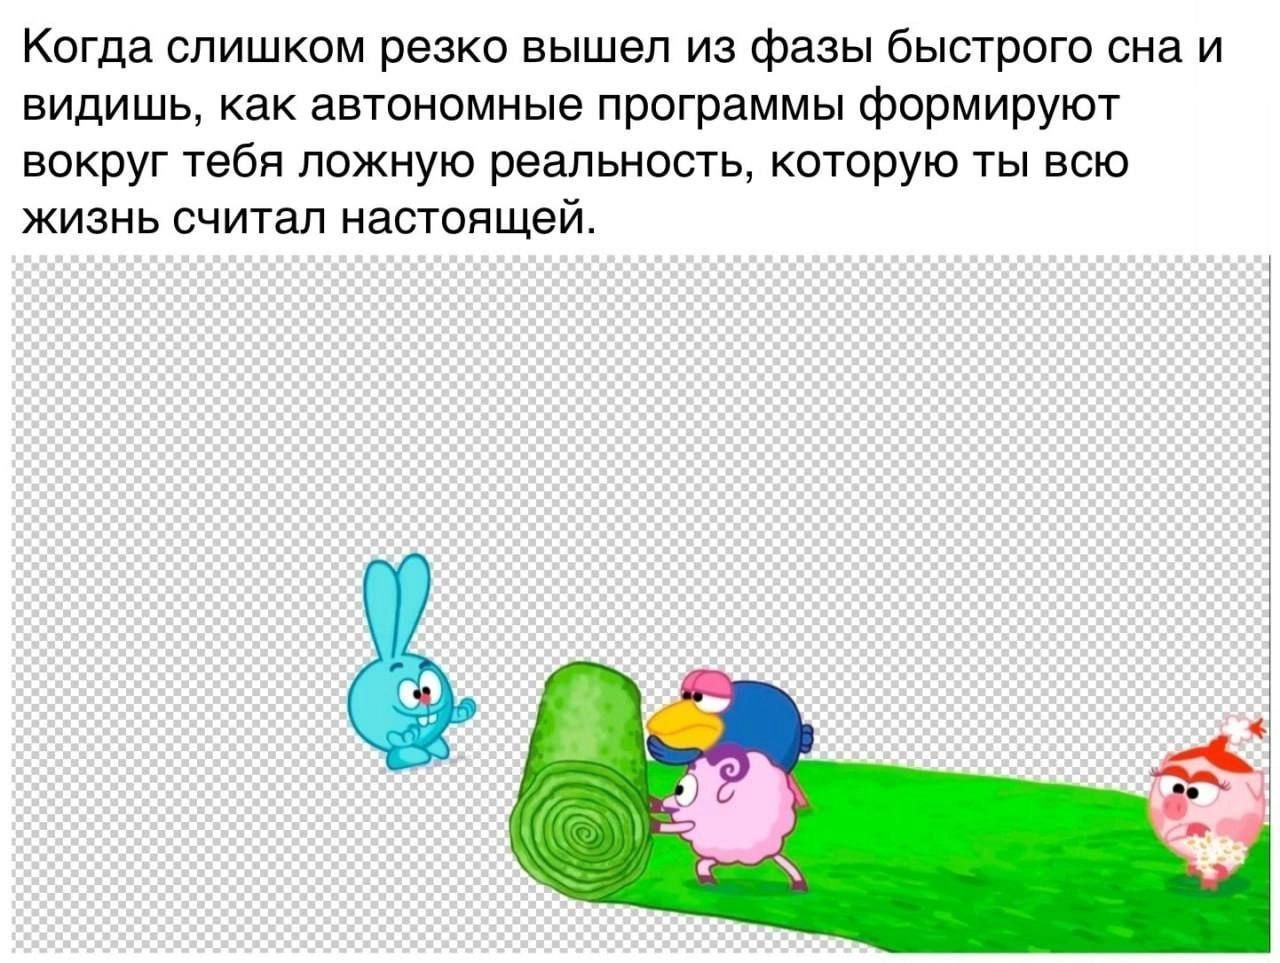 Когда слишком резко вышел из фазы быстрого сна и
видишь, как автономные программы формируют
вокруг тебя ложную реальность, которую ты всю
жизнь считал настоящей.